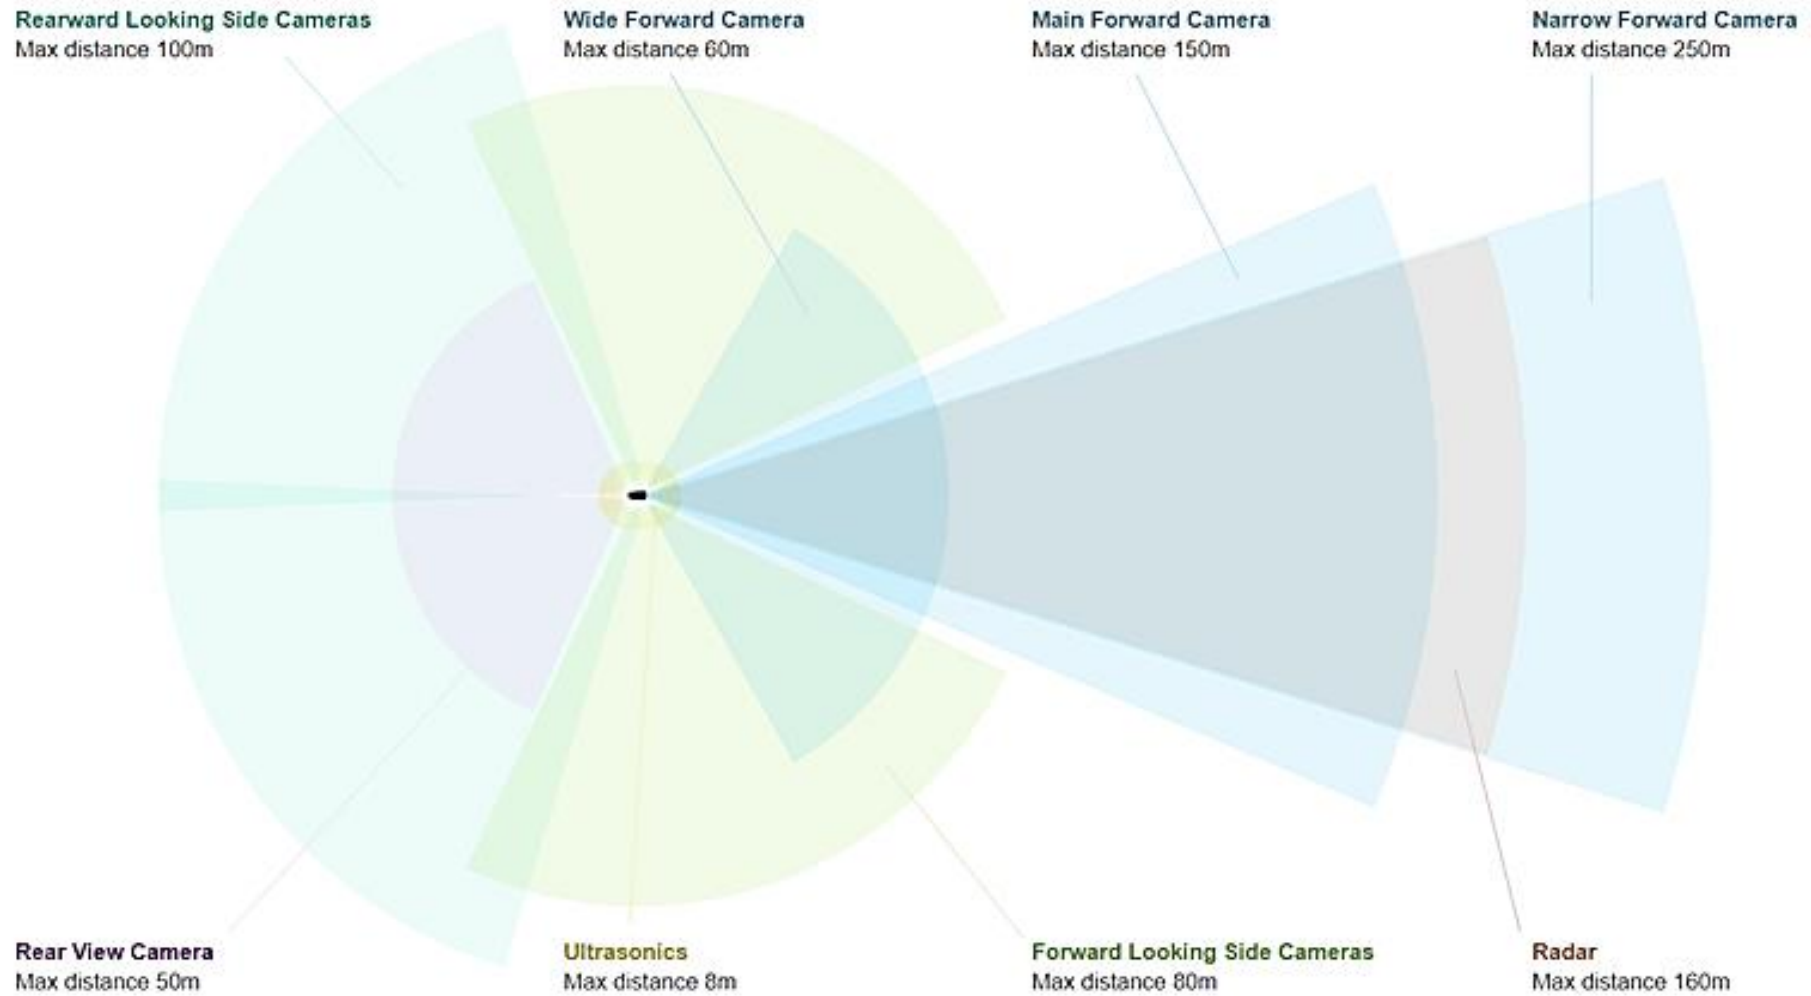 Rearward Looking Side Cameras
Max distance 100m
Wide Forward Camera
Max distance 60m
Main Forward Camera
Max distance 150m
Narrow Forward Camera
Max distance 250m
Rear View Camera
Max distance 50m
Ultrasonics
Max distance 8m
Forward Looking Side Cameras
Max distance 80m
Radar
Max distance 160m